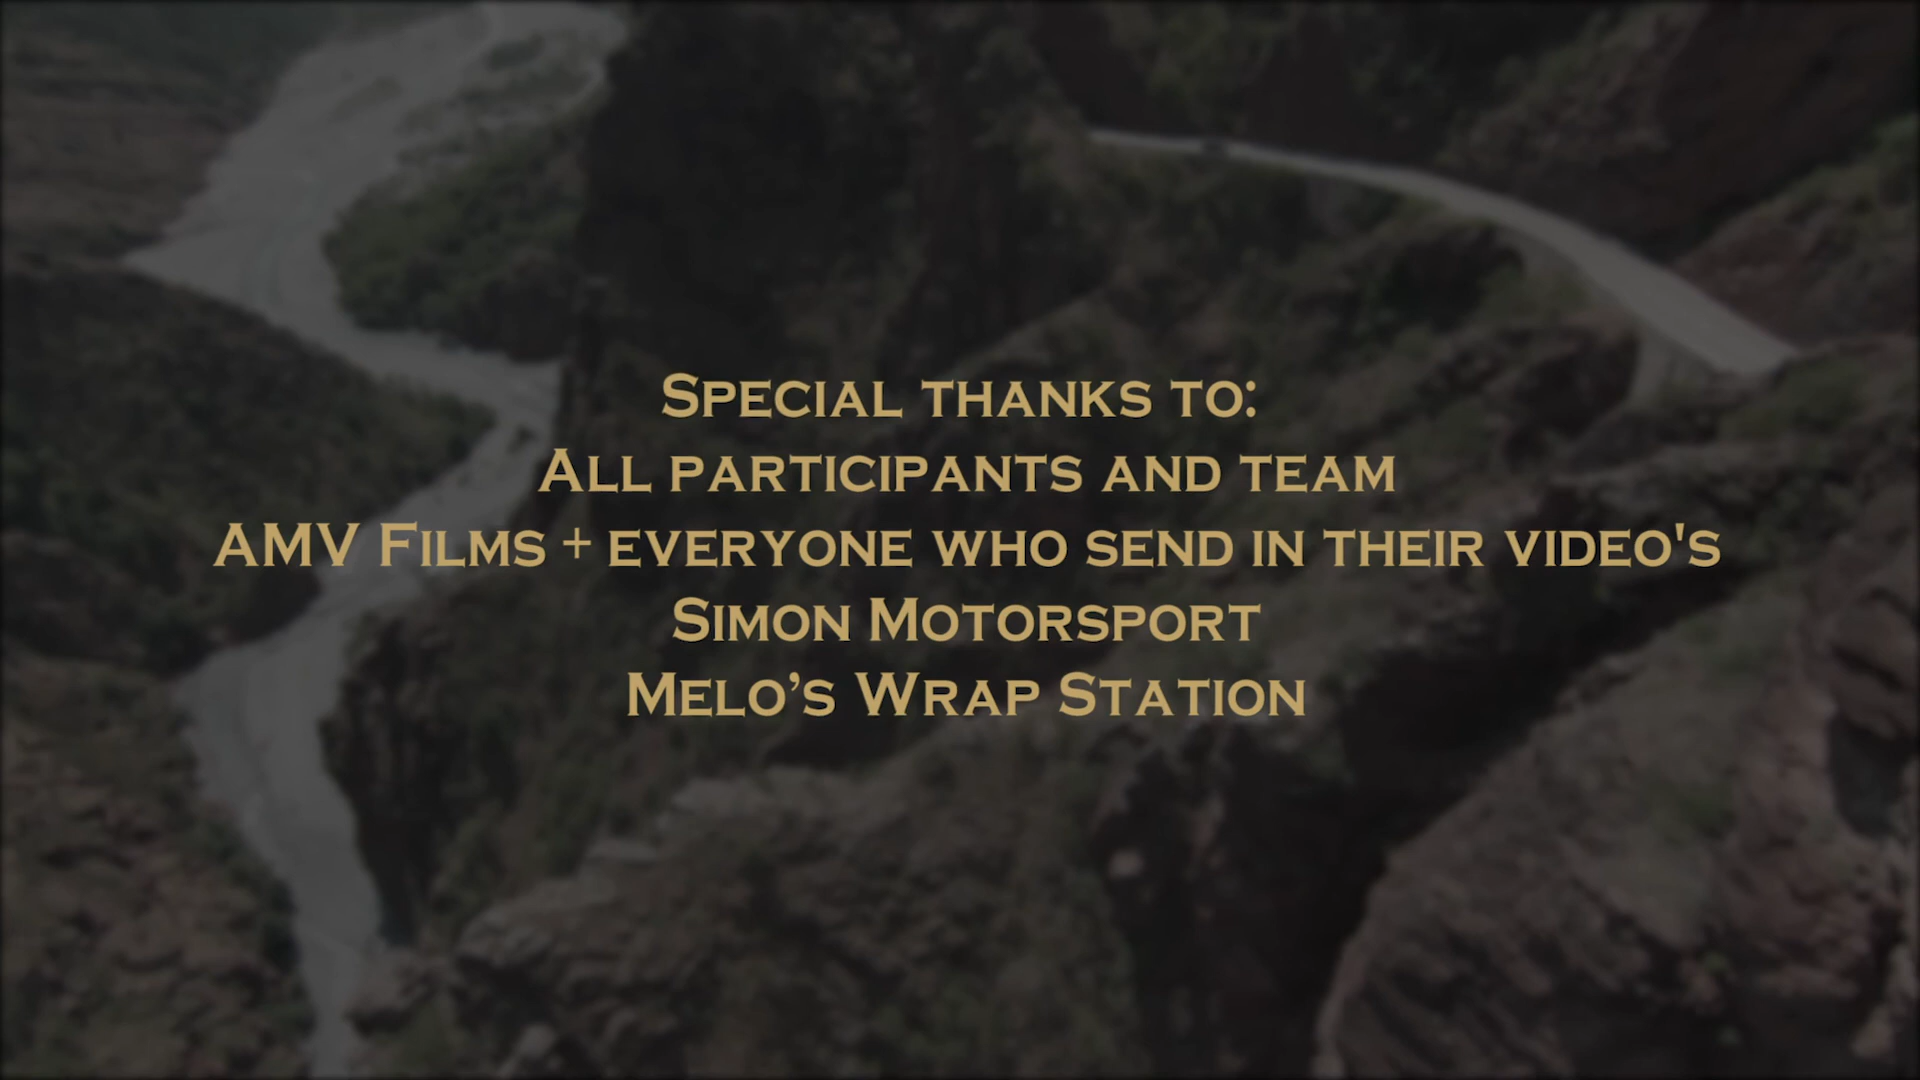 Special thanks to:
All participants and team
AMV Films + everyone who send in their video's
Simon Motorsport
Melo’s Wrap Station